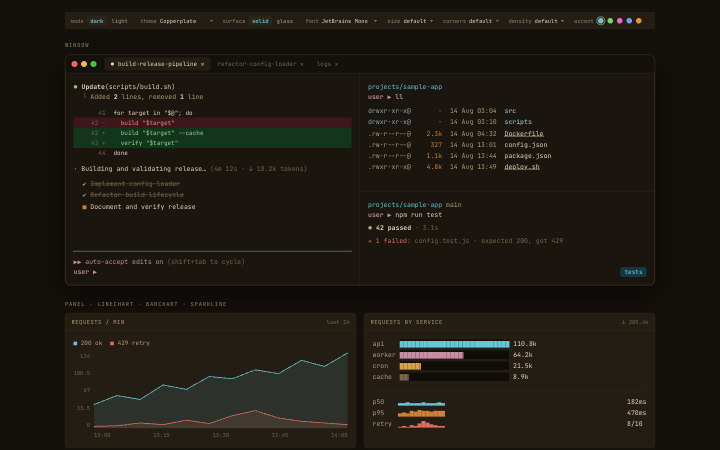 mode dark light theme Copperplate surface solid glass font JetBrains Mono size default corners default density default accent
WINDOW
build-release-pipeline × refactor-config-loader × logs ×
Update(scripts/build.sh)
└ Added 2 lines, removed 1 line
41 for target in "$@"; do
42 - build "$target"
42 + build "$target" --cache
43 + verify "$target"
44 done
· Building and validating release… (4m 12s · ↓ 18.2k tokens)
✓ Implement config loader
✓ Refactor build lifecycle
■ Document and verify release
▶▶ auto-accept edits on (shift+tab to cycle)
user ▶
projects/sample-app
user ▶ ll
drwxr-xr-x@ - 14 Aug 03:04 src
drwxr-xr-x@ - 14 Aug 03:10 scripts
.rw-r--r--@ 2.3k 14 Aug 04:32 Dockerfile
.rw-r--r--@ 327 14 Aug 13:01 config.json
.rw-r--r--@ 1.1k 14 Aug 13:44 package.json
.rwxr-xr-x@ 4.8k 14 Aug 13:49 deploy.sh
projects/sample-app main
user ▶ npm run test
● 42 passed · 3.1s
× 1 failed: config.test.js · expected 200, got 429
tests
PANEL · LINECHART · BARCHART · SPARKLINE
REQUESTS / MIN last 1h
200 ok 429 retry
134
100.5
67
33.5
0
13:00 13:15 13:30 13:45 14:00
REQUESTS BY SERVICE
api 110.8k
worker 64.2k
cron 21.5k
cache 8.9k
p50 182ms
p95 470ms
retry 8/10